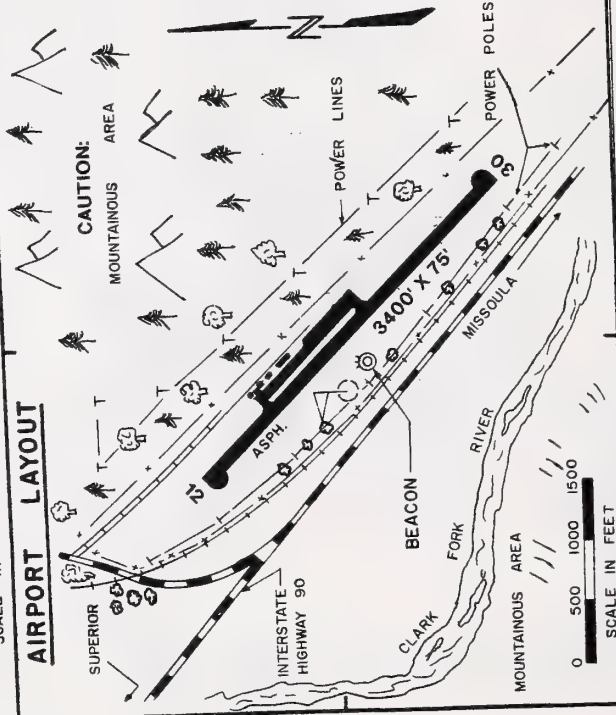 AIRPORT LAYOUT
CAUTION:
MOUNTAINOUS AREA
N
SUPERIOR
POWER LINES
12
ASPH.
3400' X 75'
30
POWER POLES
INTERSTATE
HIGHWAY 90
BEACON
MISSOULA
CLARK FORK RIVER
MOUNTAINOUS AREA
0 500 1000 1500
SCALE IN FEET